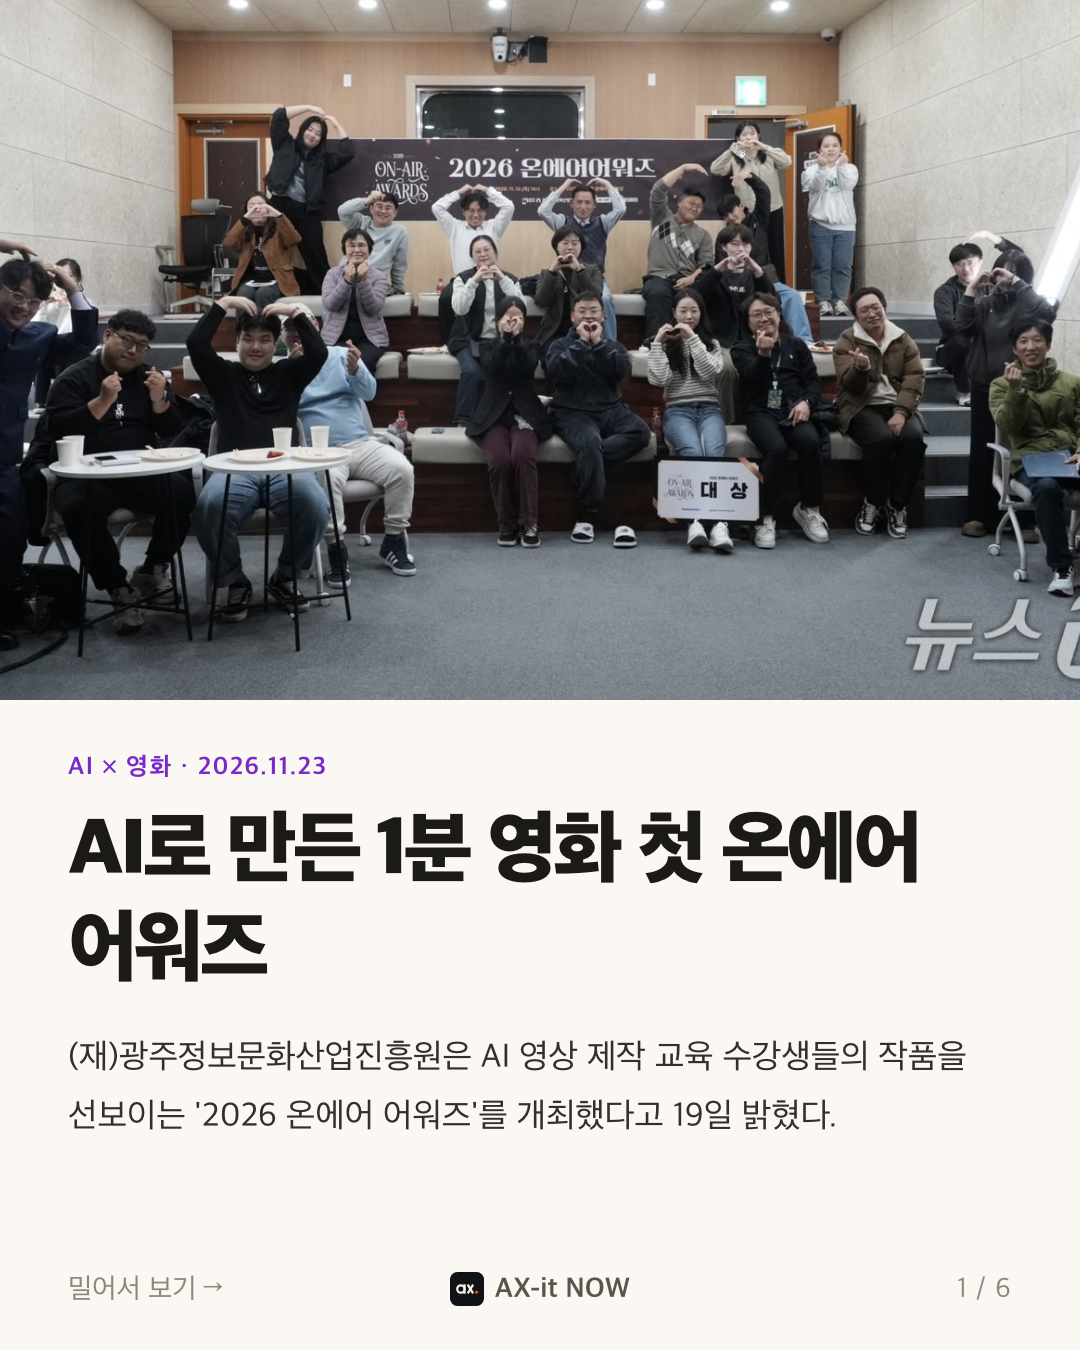 ON-AIR
AWARDS
2026 온에어어워즈
ON-AIR
AWARDS
대 상
뉴스
AI × 영화 · 2026.11.23
AI로 만든 1분 영화 첫 온에어
어워즈
(재)광주정보문화산업진흥원은 AI 영상 제작 교육 수강생들의 작품을
선보이는 '2026 온에어 어워즈'를 개최했다고 19일 밝혔다.
밀어서 보기 →
ax.
AX-it NOW
1 / 6